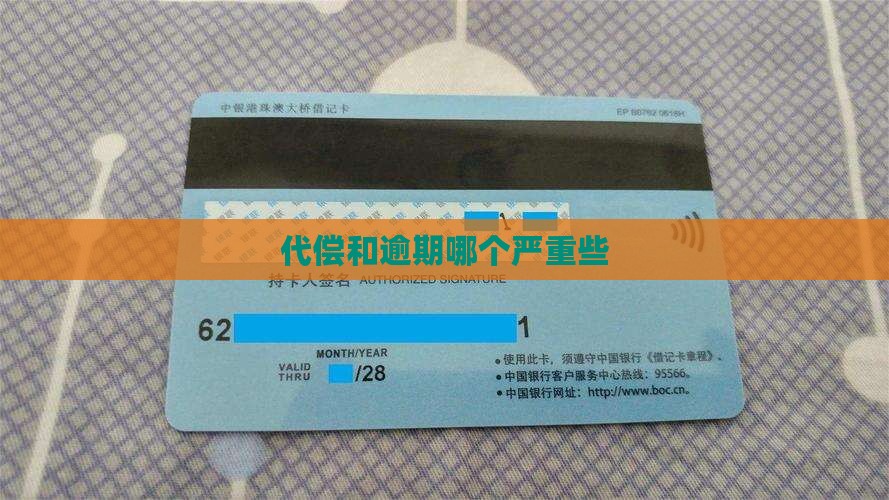 中银港珠澳大桥借记卡
EP B0762 0618H
1
代偿和逾期哪个严重些
持卡人签名 AUTHORIZED SIGNATURE
62 1
MONTH/YEAR
VALID THRU /28
•使用此卡，须遵守中国银行《借记卡章程》、
•中国银行客户服务中心热线：95566。
•中国银行网址：http://www.boc.cn。